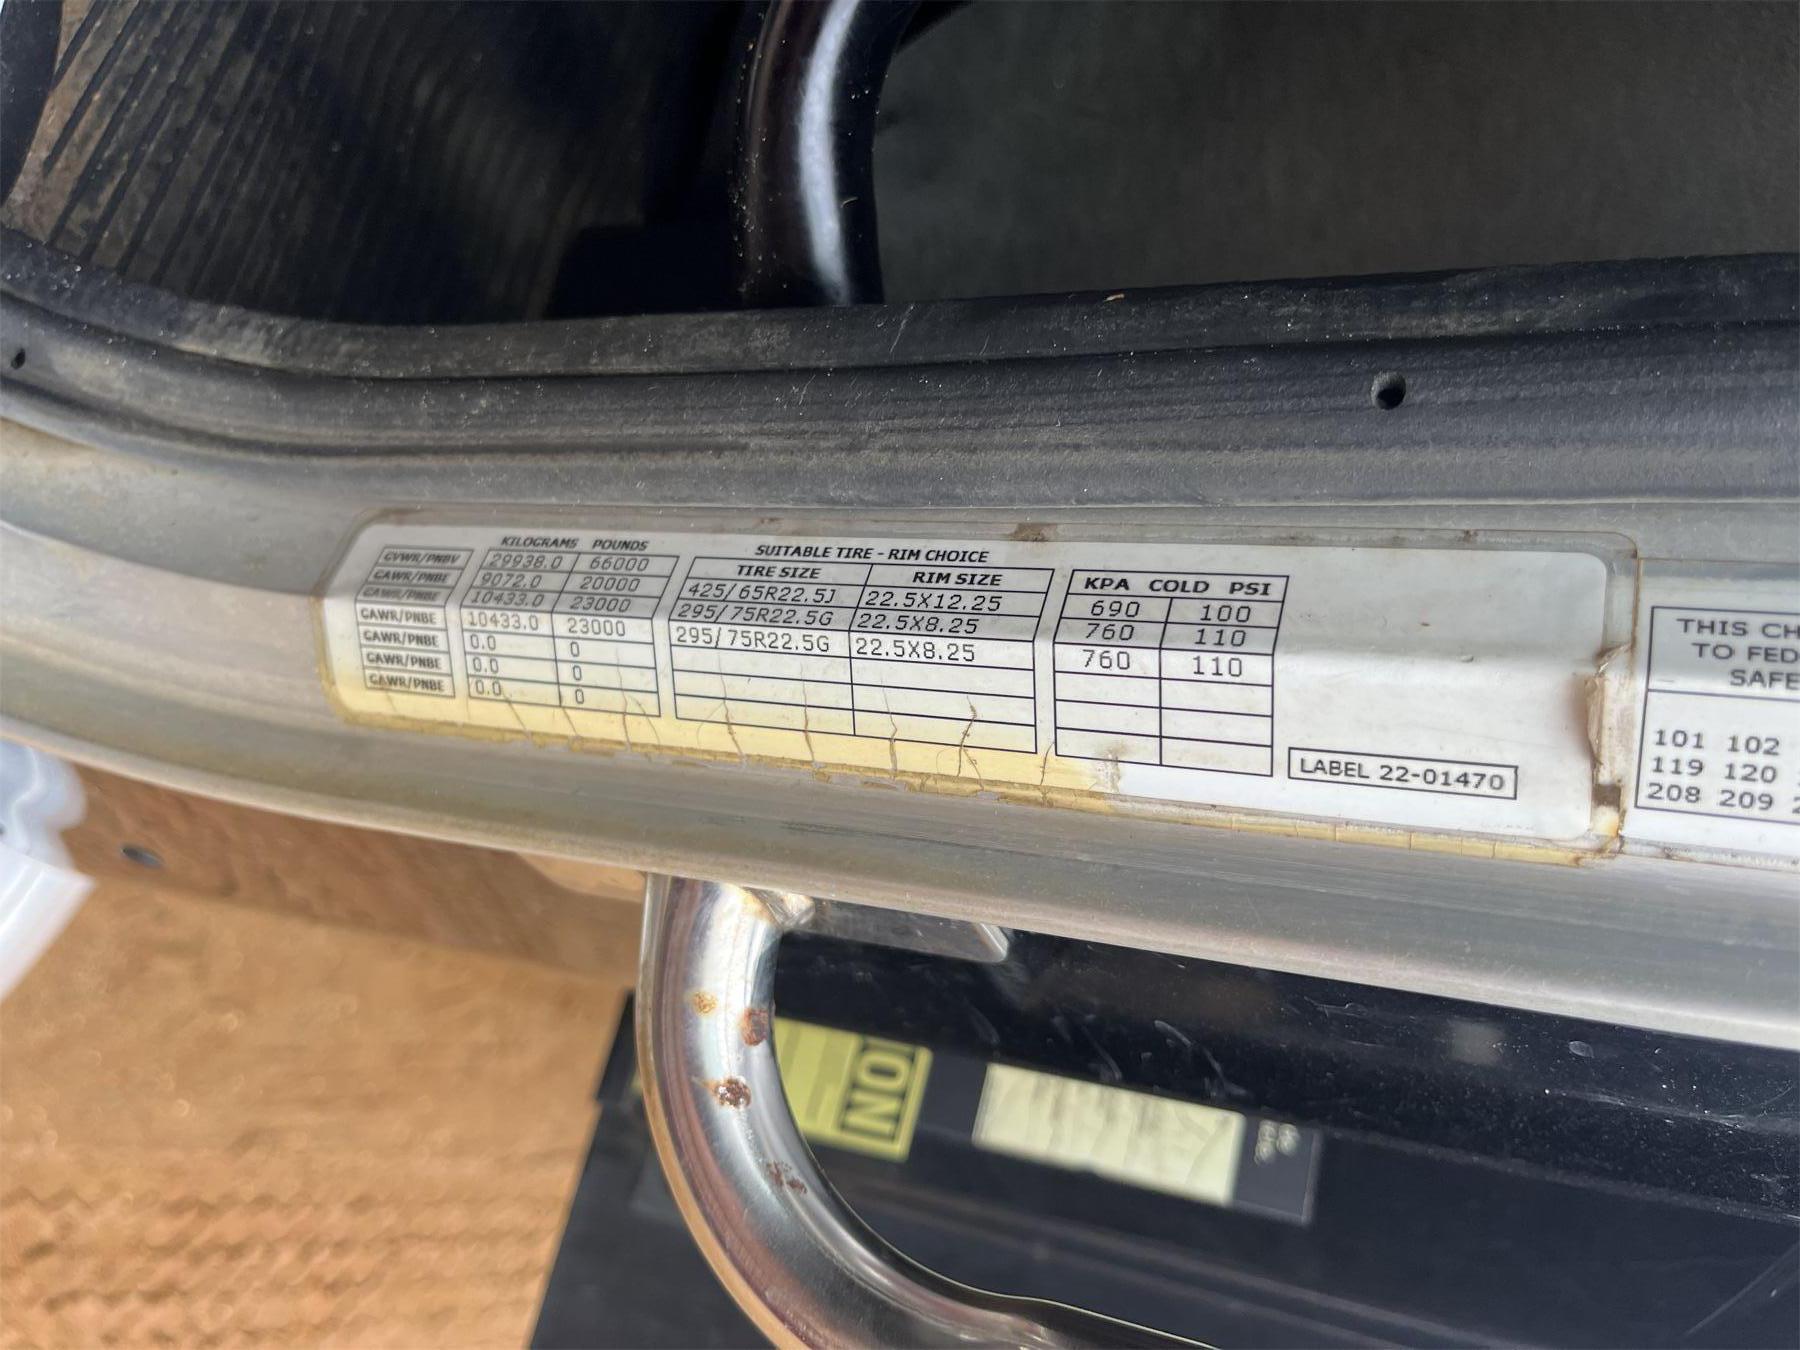 KILOGRAMS POUNDS
GVWR/PNBV 29938.0 66000
GAWR/PNBE 9072.0 20000
GAWR/PNBE 10433.0 23000
GAWR/PNBE 10433.0 23000
GAWR/PNBE 0.0 0
GAWR/PNBE 0.0 0
GAWR/PNBE 0.0 0
SUITABLE TIRE - RIM CHOICE
TIRE SIZE RIM SIZE
425/65R22.5J 22.5X12.25
295/75R22.5G 22.5X8.25
295/75R22.5G 22.5X8.25
KPA COLD PSI
690 100
760 110
760 110
LABEL 22-01470
THIS CH
TO FED
SAFE
101 102
119 120
208 209 2
ION